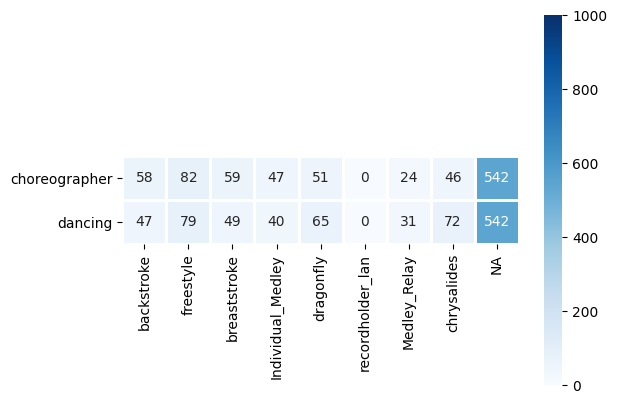 1000
800
600
400
200
0
choreographer 58 82 59 47 51 0 24 46 542
dancing 47 79 49 40 65 0 31 72 542
backstroke
freestyle
breaststroke
Individual_Medley
dragonfly
recordholder_lan
Medley_Relay
chrysalides
NA